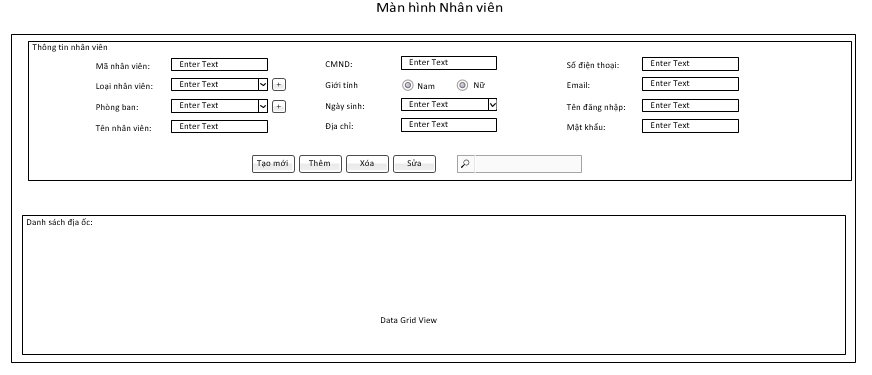 Màn hình Nhân viên
Thông tin nhân viên
Mã nhân viên: Enter Text CMND: Enter Text Số điện thoại: Enter Text
Loại nhân viên: Enter Text + Giới tính Nam Nữ Email: Enter Text
Phòng ban: Enter Text + Ngày sinh: Enter Text Tên đăng nhập: Enter Text
Tên nhân viên: Enter Text Địa chỉ: Enter Text Mật khẩu: Enter Text
Tạo mới Thêm Xóa Sửa
Danh sách địa ốc:
Data Grid View